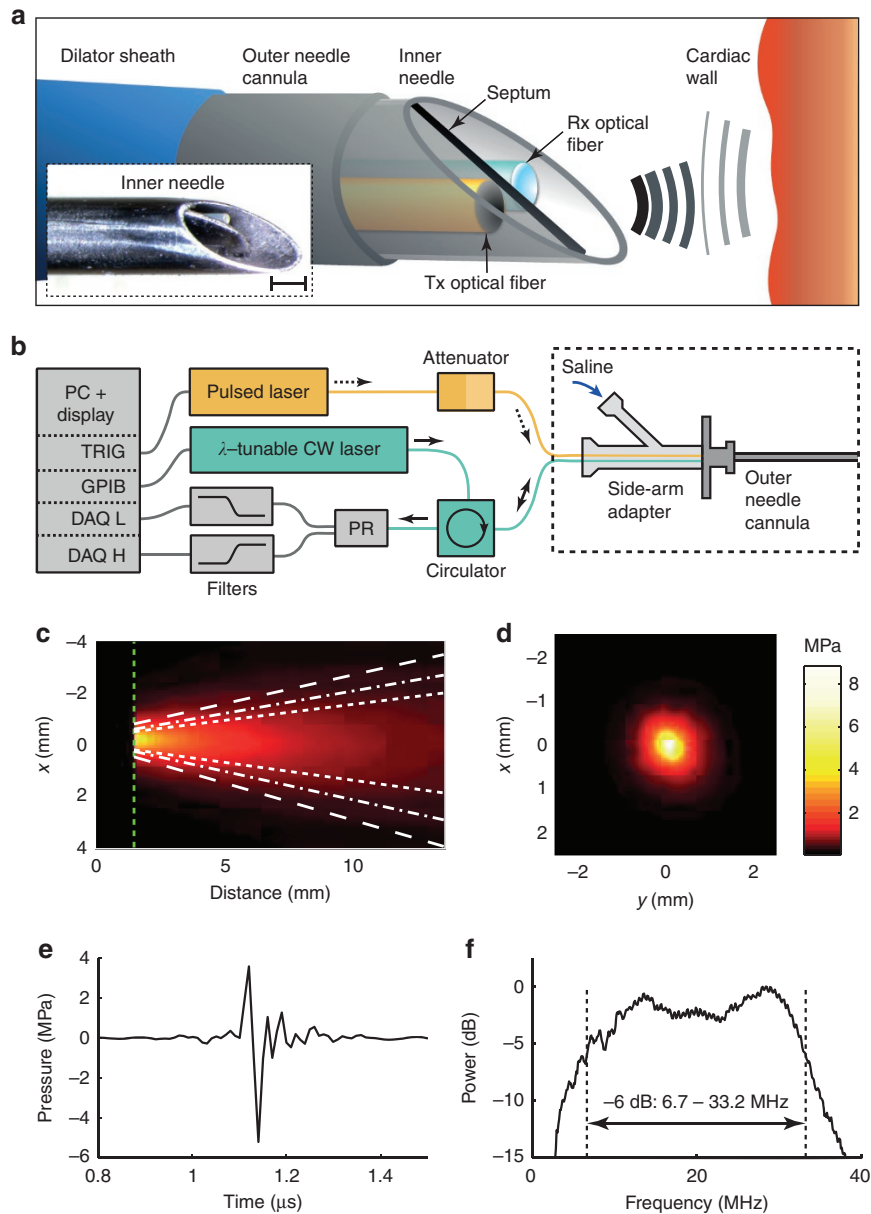 a
Dilator sheath
Outer needle
cannula
Inner
needle
Cardiac
wall
Septum
Rx optical
fiber
Inner needle
Tx optical fiber
b
PC +
display
TRIG
GPIB
DAQ L
DAQ H
Pulsed laser
λ–tunable CW laser
Filters
PR
Attenuator
Circulator
Saline
Side-arm
adapter
Outer
needle
cannula
c
–4
–2
0
2
4
x (mm)
0
5
10
Distance (mm)
d
–2
–1
0
1
2
x (mm)
–2
0
2
y (mm)
MPa
8
6
4
2
e
4
2
0
–2
–4
–6
Pressure (MPa)
0.8
1
1.2
1.4
Time (μs)
f
0
–5
–10
–15
Power (dB)
–6 dB: 6.7 – 33.2 MHz
0
20
40
Frequency (MHz)